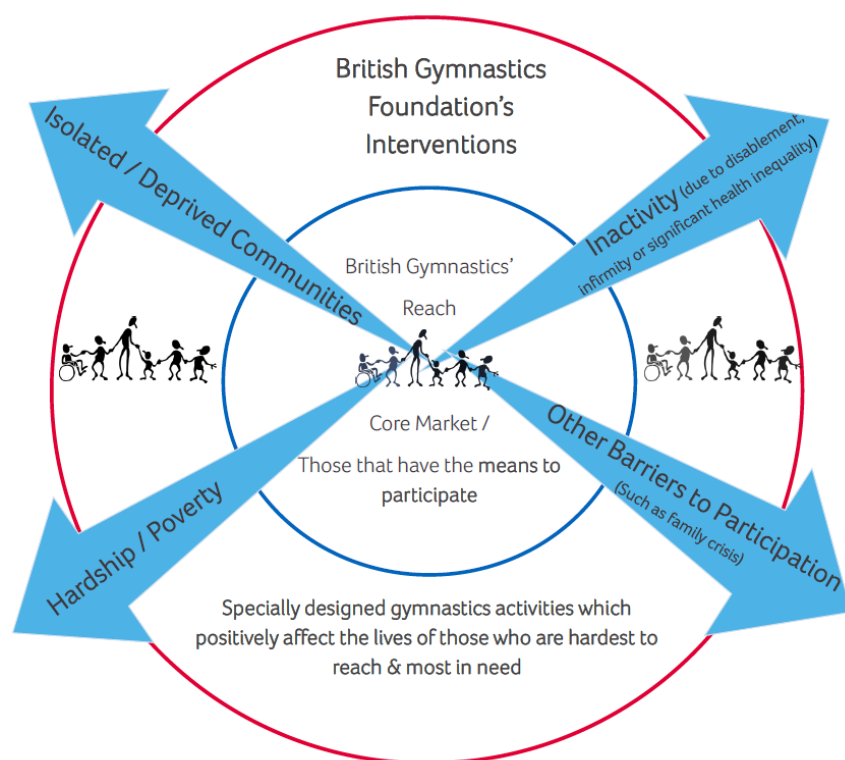 British Gymnastics
Foundation's
Interventions
Isolated / Deprived Communities
Inactivity (due to disablement,
infirmity or significant health inequality)
British Gymnastics'
Reach
Core Market /
Those that have the means to
participate
Hardship / Poverty
Other Barriers to Participation
(Such as family crisis)
Specially designed gymnastics activities which
positively affect the lives of those who are hardest to
reach & most in need